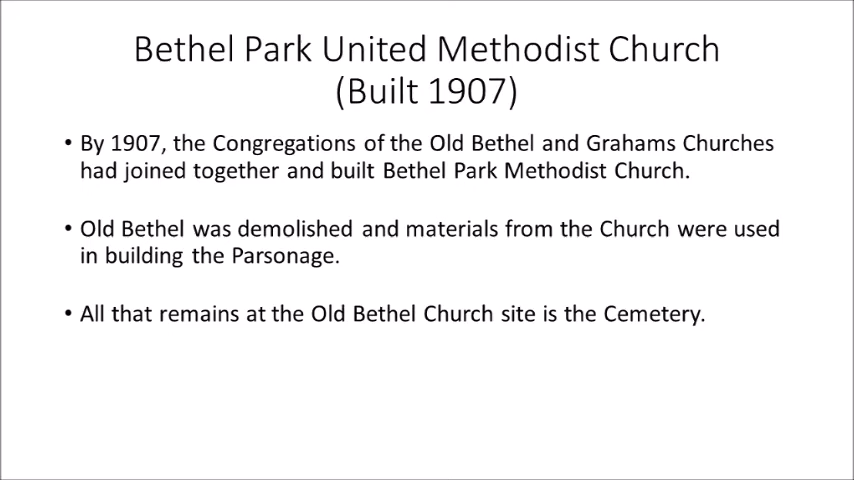 Bethel Park United Methodist Church
(Built 1907)
• By 1907, the Congregations of the Old Bethel and Grahams Churches
had joined together and built Bethel Park Methodist Church.
• Old Bethel was demolished and materials from the Church were used
in building the Parsonage.
• All that remains at the Old Bethel Church site is the Cemetery.